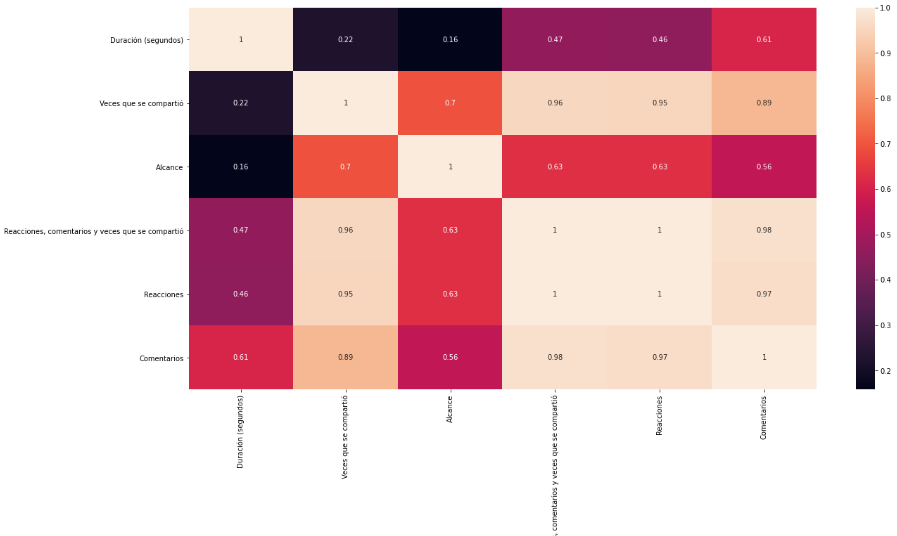 Duración (segundos) 1 0.22 0.16 0.47 0.46 0.61
Veces que se compartió 0.22 1 0.7 0.96 0.95 0.89
Alcance 0.16 0.7 1 0.63 0.63 0.56
Reacciones, comentarios y veces que se compartió 0.47 0.96 0.63 1 1 0.98
Reacciones 0.46 0.95 0.63 1 1 0.97
Comentarios 0.61 0.89 0.56 0.98 0.97 1
Duración (segundos)
Veces que se compartió
Alcance
, comentarios y veces que se compartió
Reacciones
Comentarios
1.0
0.9
0.8
0.7
0.6
0.5
0.4
0.3
0.2